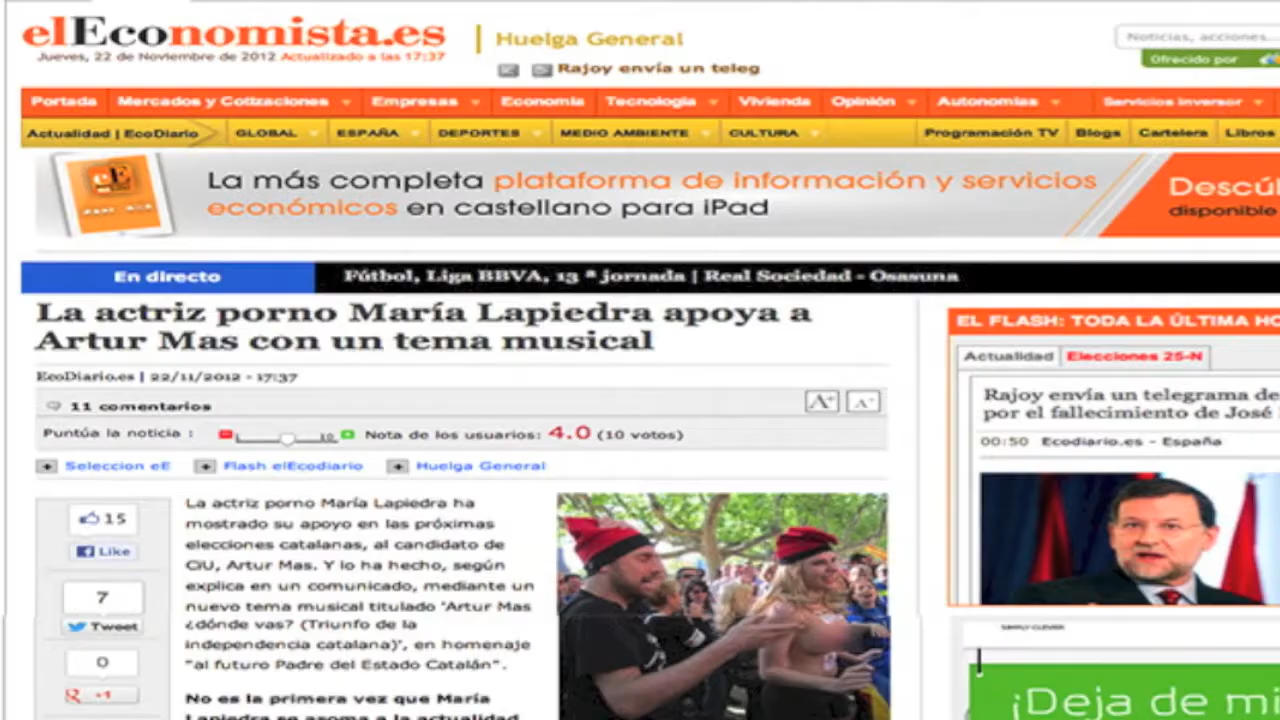 elEconomista.es
Jueves, 22 de Noviembre de 2012 Actualizado a las 17:37
Huelga General
Rajoy envía un teleg
Noticias, acciones...
Ofrecido por
Portada Mercados y Cotizaciones Empresas Economía Tecnología Vivienda Opinión Autonomías Servicios inversor
Actualidad | EcoDiario GLOBAL ESPAÑA DEPORTES MEDIO AMBIENTE CULTURA Programación TV Blogs Cartelera Libros
La más completa plataforma de información y servicios
económicos en castellano para iPad
Descúl
disponible
En directo Fútbol, Liga BBVA, 13 ª jornada | Real Sociedad - Osasuna
La actriz porno María Lapiedra apoya a
Artur Mas con un tema musical
EcoDiario.es | 22/11/2012 - 17:37
11 comentarios A+ A-
Puntúa la noticia : 10 Nota de los usuarios: 4.0 (10 votos)
Seleccion eE Flash elEcodiario Huelga General
15
Like
7
Tweet
0
+1
La actriz porno María Lapiedra ha
mostrado su apoyo en las próximas
elecciones catalanas, al candidato de
CiU, Artur Mas. Y lo ha hecho, según
explica en un comunicado, mediante un
nuevo tema musical titulado 'Artur Mas
¿dónde vas? (Triunfo de la
independencia catalana)', en homenaje
"al futuro Padre del Estado Catalán".
No es la primera vez que María
Lapiedra se asoma a la actualidad
EL FLASH: TODA LA ÚLTIMA HO
Actualidad Elecciones 25-N
Rajoy envía un telegrama de
por el fallecimiento de José
00:50 Ecodiario.es - España
SIMPLY CLEVER
¡Deja de mi